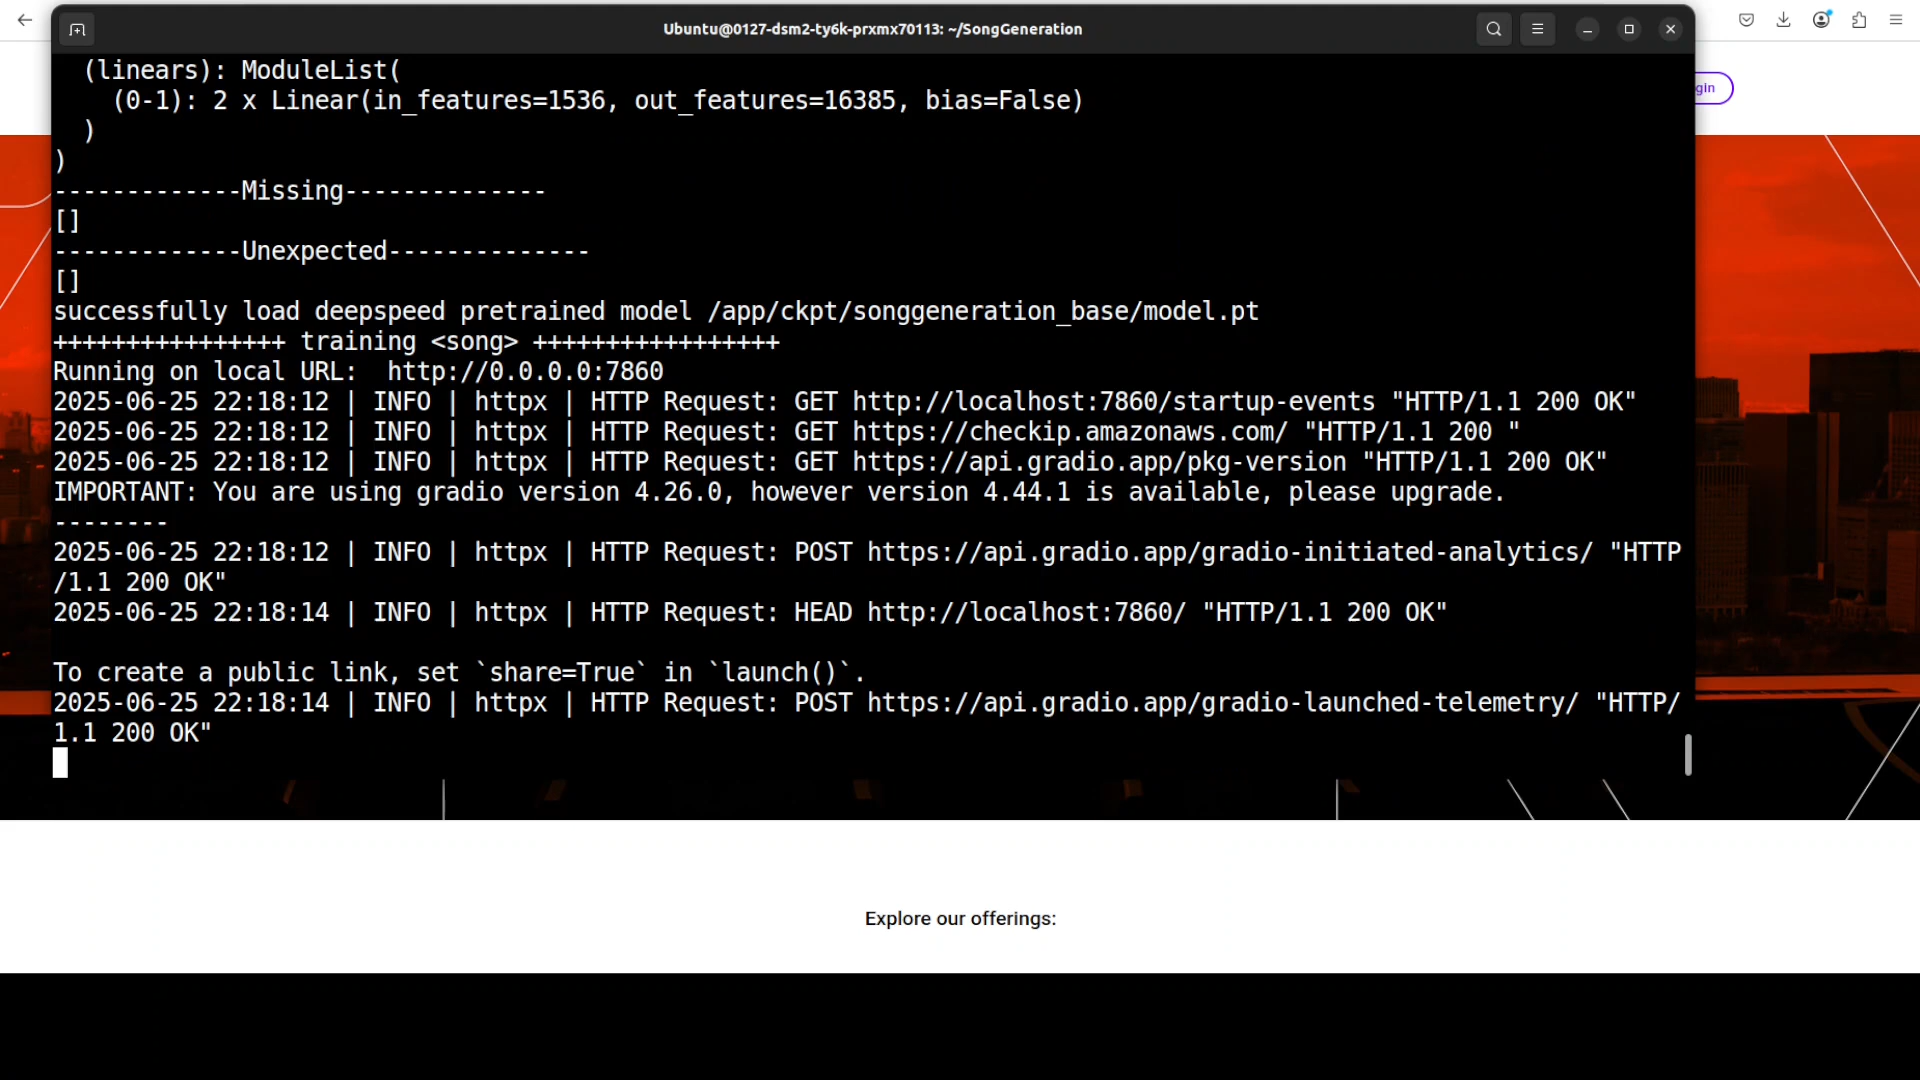 Ubuntu@0127-dsm2-ty6k-prxmx70113: ~/SongGeneration
(linears): ModuleList(
(0-1): 2 x Linear(in_features=1536, out_features=16385, bias=False)
)
)
-------------Missing--------------
[]
-------------Unexpected--------------
[]
successfully load deepspeed pretrained model /app/ckpt/songgeneration_base/model.pt
++++++++++++++++ training <song> +++++++++++++++++
Running on local URL:  http://0.0.0.0:7860
2025-06-25 22:18:12 | INFO | httpx | HTTP Request: GET http://localhost:7860/startup-events "HTTP/1.1 200 OK"
2025-06-25 22:18:12 | INFO | httpx | HTTP Request: GET https://checkip.amazonaws.com/ "HTTP/1.1 200 "
2025-06-25 22:18:12 | INFO | httpx | HTTP Request: GET https://api.gradio.app/pkg-version "HTTP/1.1 200 OK"
IMPORTANT: You are using gradio version 4.26.0, however version 4.44.1 is available, please upgrade.
--------
2025-06-25 22:18:12 | INFO | httpx | HTTP Request: POST https://api.gradio.app/gradio-initiated-analytics/ "HTTP
/1.1 200 OK"
2025-06-25 22:18:14 | INFO | httpx | HTTP Request: HEAD http://localhost:7860/ "HTTP/1.1 200 OK"
To create a public link, set `share=True` in `launch()`.
2025-06-25 22:18:14 | INFO | httpx | HTTP Request: POST https://api.gradio.app/gradio-launched-telemetry/ "HTTP/
1.1 200 OK"
gin
Explore our offerings: